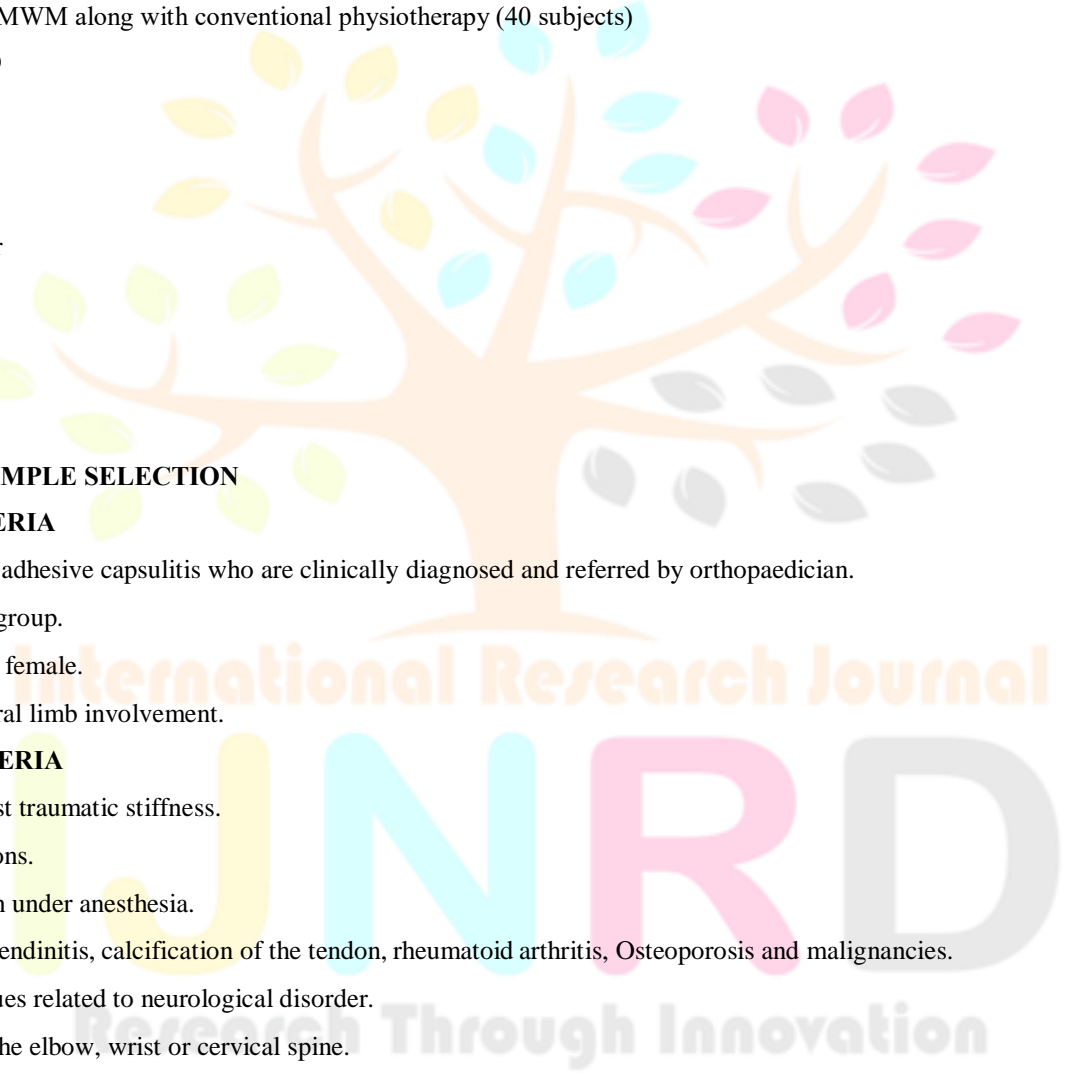 MWM along with conventional physiotherapy (40 subjects)
)
MPLE SELECTION
ERIA
adhesive capsulitis who are clinically diagnosed and referred by orthopaedician.
group.
female.
International Research Journal
ral limb involvement.
IJNRD
ERIA
st traumatic stiffness.
ons.
n under anesthesia.
endinitis, calcification of the tendon, rheumatoid arthritis, Osteoporosis and malignancies.
ues related to neurological disorder.
Research Through Innovation
he elbow, wrist or cervical spine.